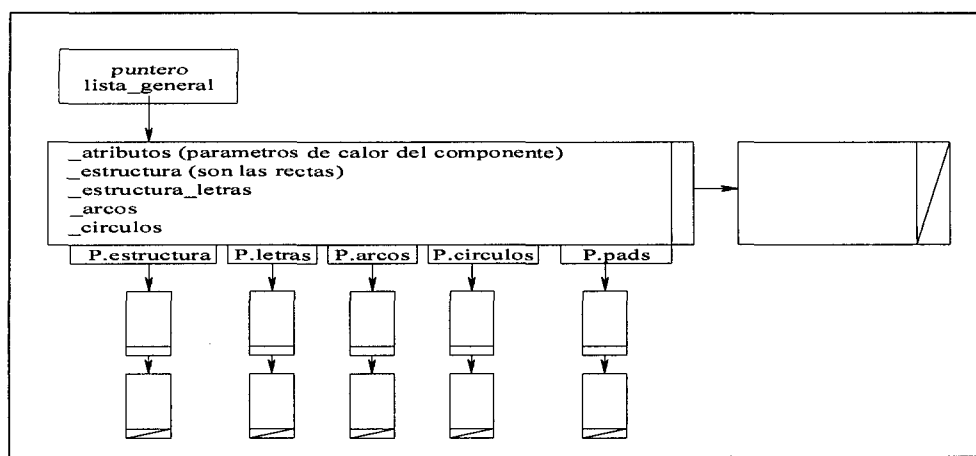 puntero
lista_general
_atributos (parametros de calor del componente)
_estructura (son las rectas)
_estructura_letras
_arcos
_circulos
P.estructura P.letras P.arcos P.circulos P.pads